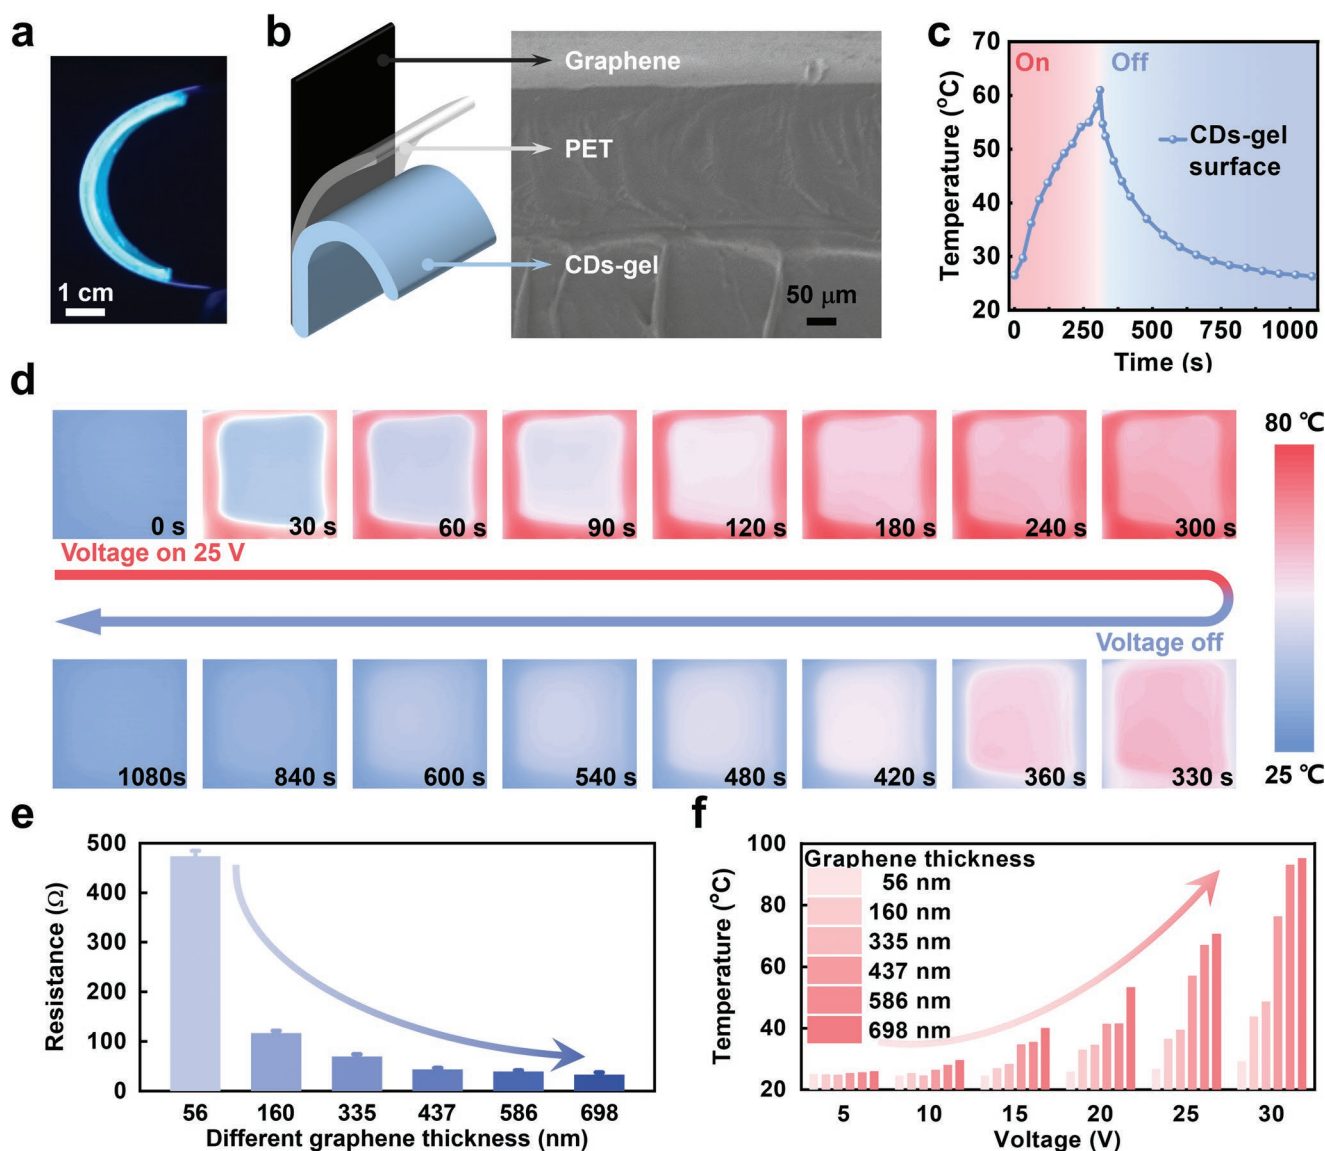 a
1 cm
b
Graphene
PET
CDs-gel
50 μm
c
Temperature (°C)
70
60
50
40
30
20
On
Off
CDs-gel
surface
0 250 500 750 1000
Time (s)
d
0 s 30 s 60 s 90 s 120 s 180 s 240 s 300 s
Voltage on 25 V
Voltage off
1080s 840 s 600 s 540 s 480 s 420 s 360 s 330 s
80 ℃
25 ℃
e
Resistance (Ω)
500
400
300
200
100
0
56 160 335 437 586 698
Different graphene thickness (nm)
f
Temperature (°C)
100
80
60
40
20
Graphene thickness
56 nm
160 nm
335 nm
437 nm
586 nm
698 nm
5 10 15 20 25 30
Voltage (V)